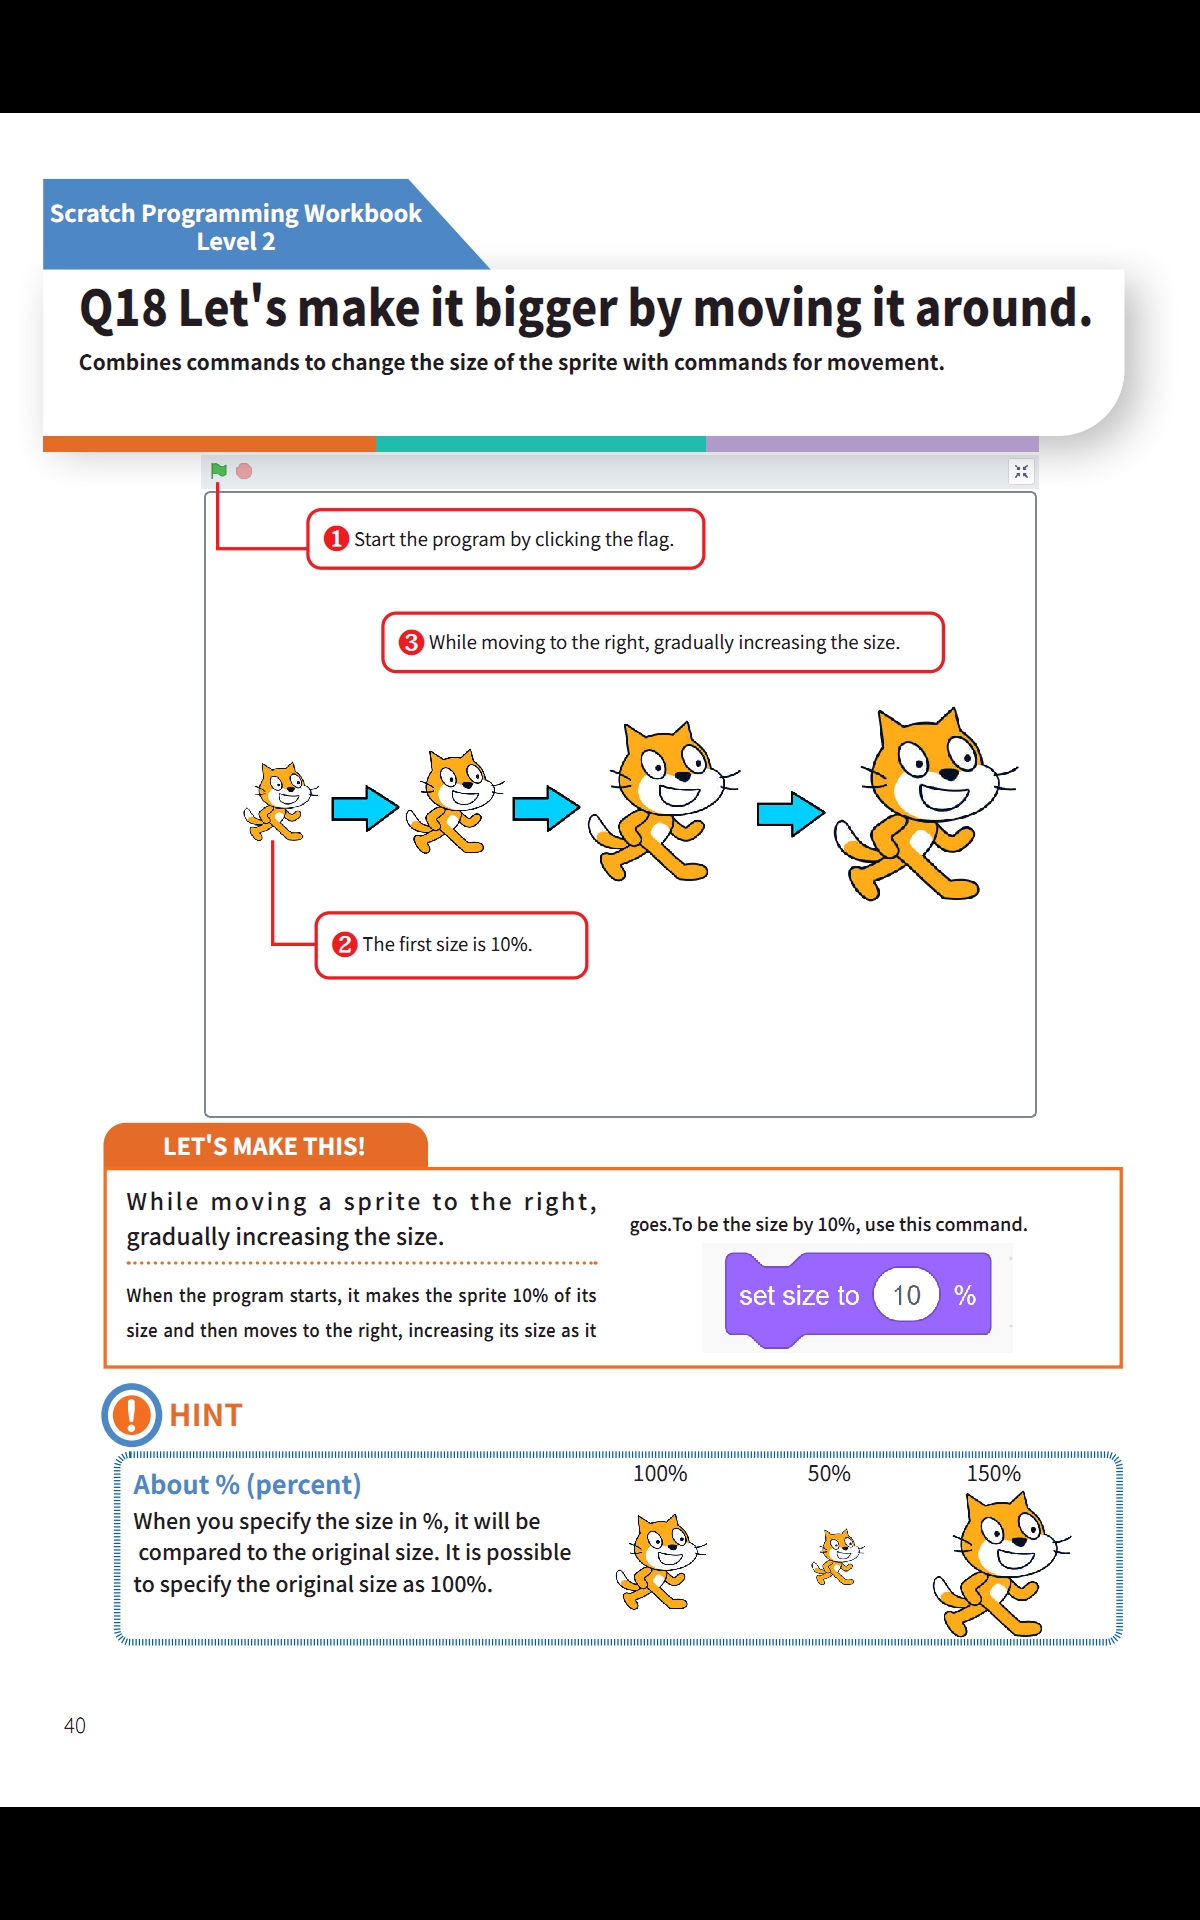 Scratch Programming Workbook
Level 2
Q18 Let's make it bigger by moving it around.
Combines commands to change the size of the sprite with commands for movement.
1 Start the program by clicking the flag.
3 While moving to the right, gradually increasing the size.
2 The first size is 10%.
LET'S MAKE THIS!
While moving a sprite to the right,
gradually increasing the size.
When the program starts, it makes the sprite 10% of its
size and then moves to the right, increasing its size as it
goes.To be the size by 10%, use this command.
set size to 10 %
HINT
About % (percent)
When you specify the size in %, it will be
compared to the original size. It is possible
to specify the original size as 100%.
100% 50% 150%
40